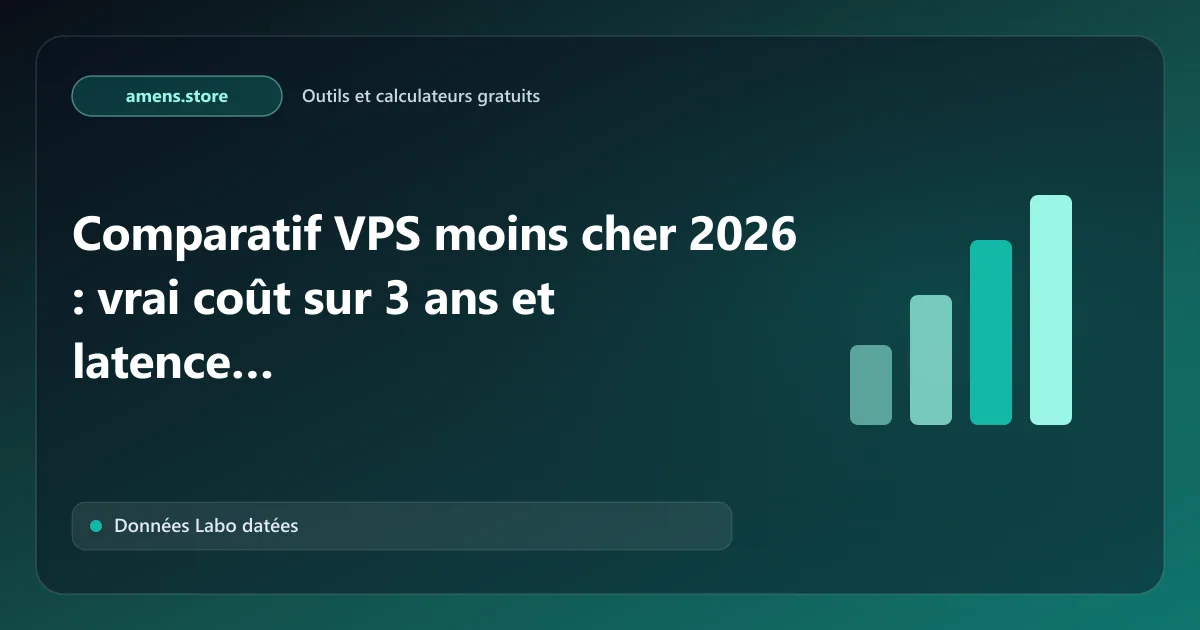 amens.store
Outils et calculateurs gratuits
Comparatif VPS moins cher 2026
: vrai coût sur 3 ans et
latence…
Données Labo datées